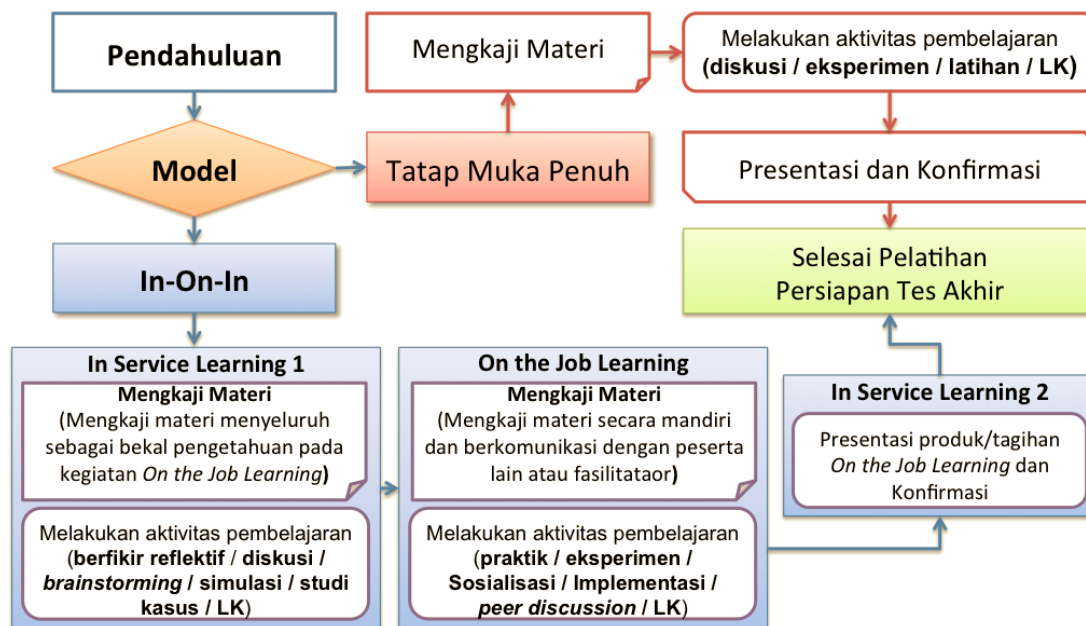 Pendahuluan
Model
Tatap Muka Penuh
Mengkaji Materi
Melakukan aktivitas pembelajaran
(diskusi / eksperimen / latihan / LK)
Presentasi dan Konfirmasi
Selesai Pelatihan
Persiapan Tes Akhir
In-On-In
In Service Learning 1
Mengkaji Materi
(Mengkaji materi menyeluruh
sebagai bekal pengetahuan pada
kegiatan On the Job Learning)
Melakukan aktivitas pembelajaran
(berfikir reflektif / diskusi /
brainstorming / simulasi / studi
kasus / LK)
On the Job Learning
Mengkaji Materi
(Mengkaji materi secara mandiri
dan berkomunikasi dengan peserta
lain atau fasilitataor)
Melakukan aktivitas pembelajaran
(praktik / eksperimen /
Sosialisasi / Implementasi /
peer discussion / LK)
In Service Learning 2
Presentasi produk/tagihan
On the Job Learning dan
Konfirmasi